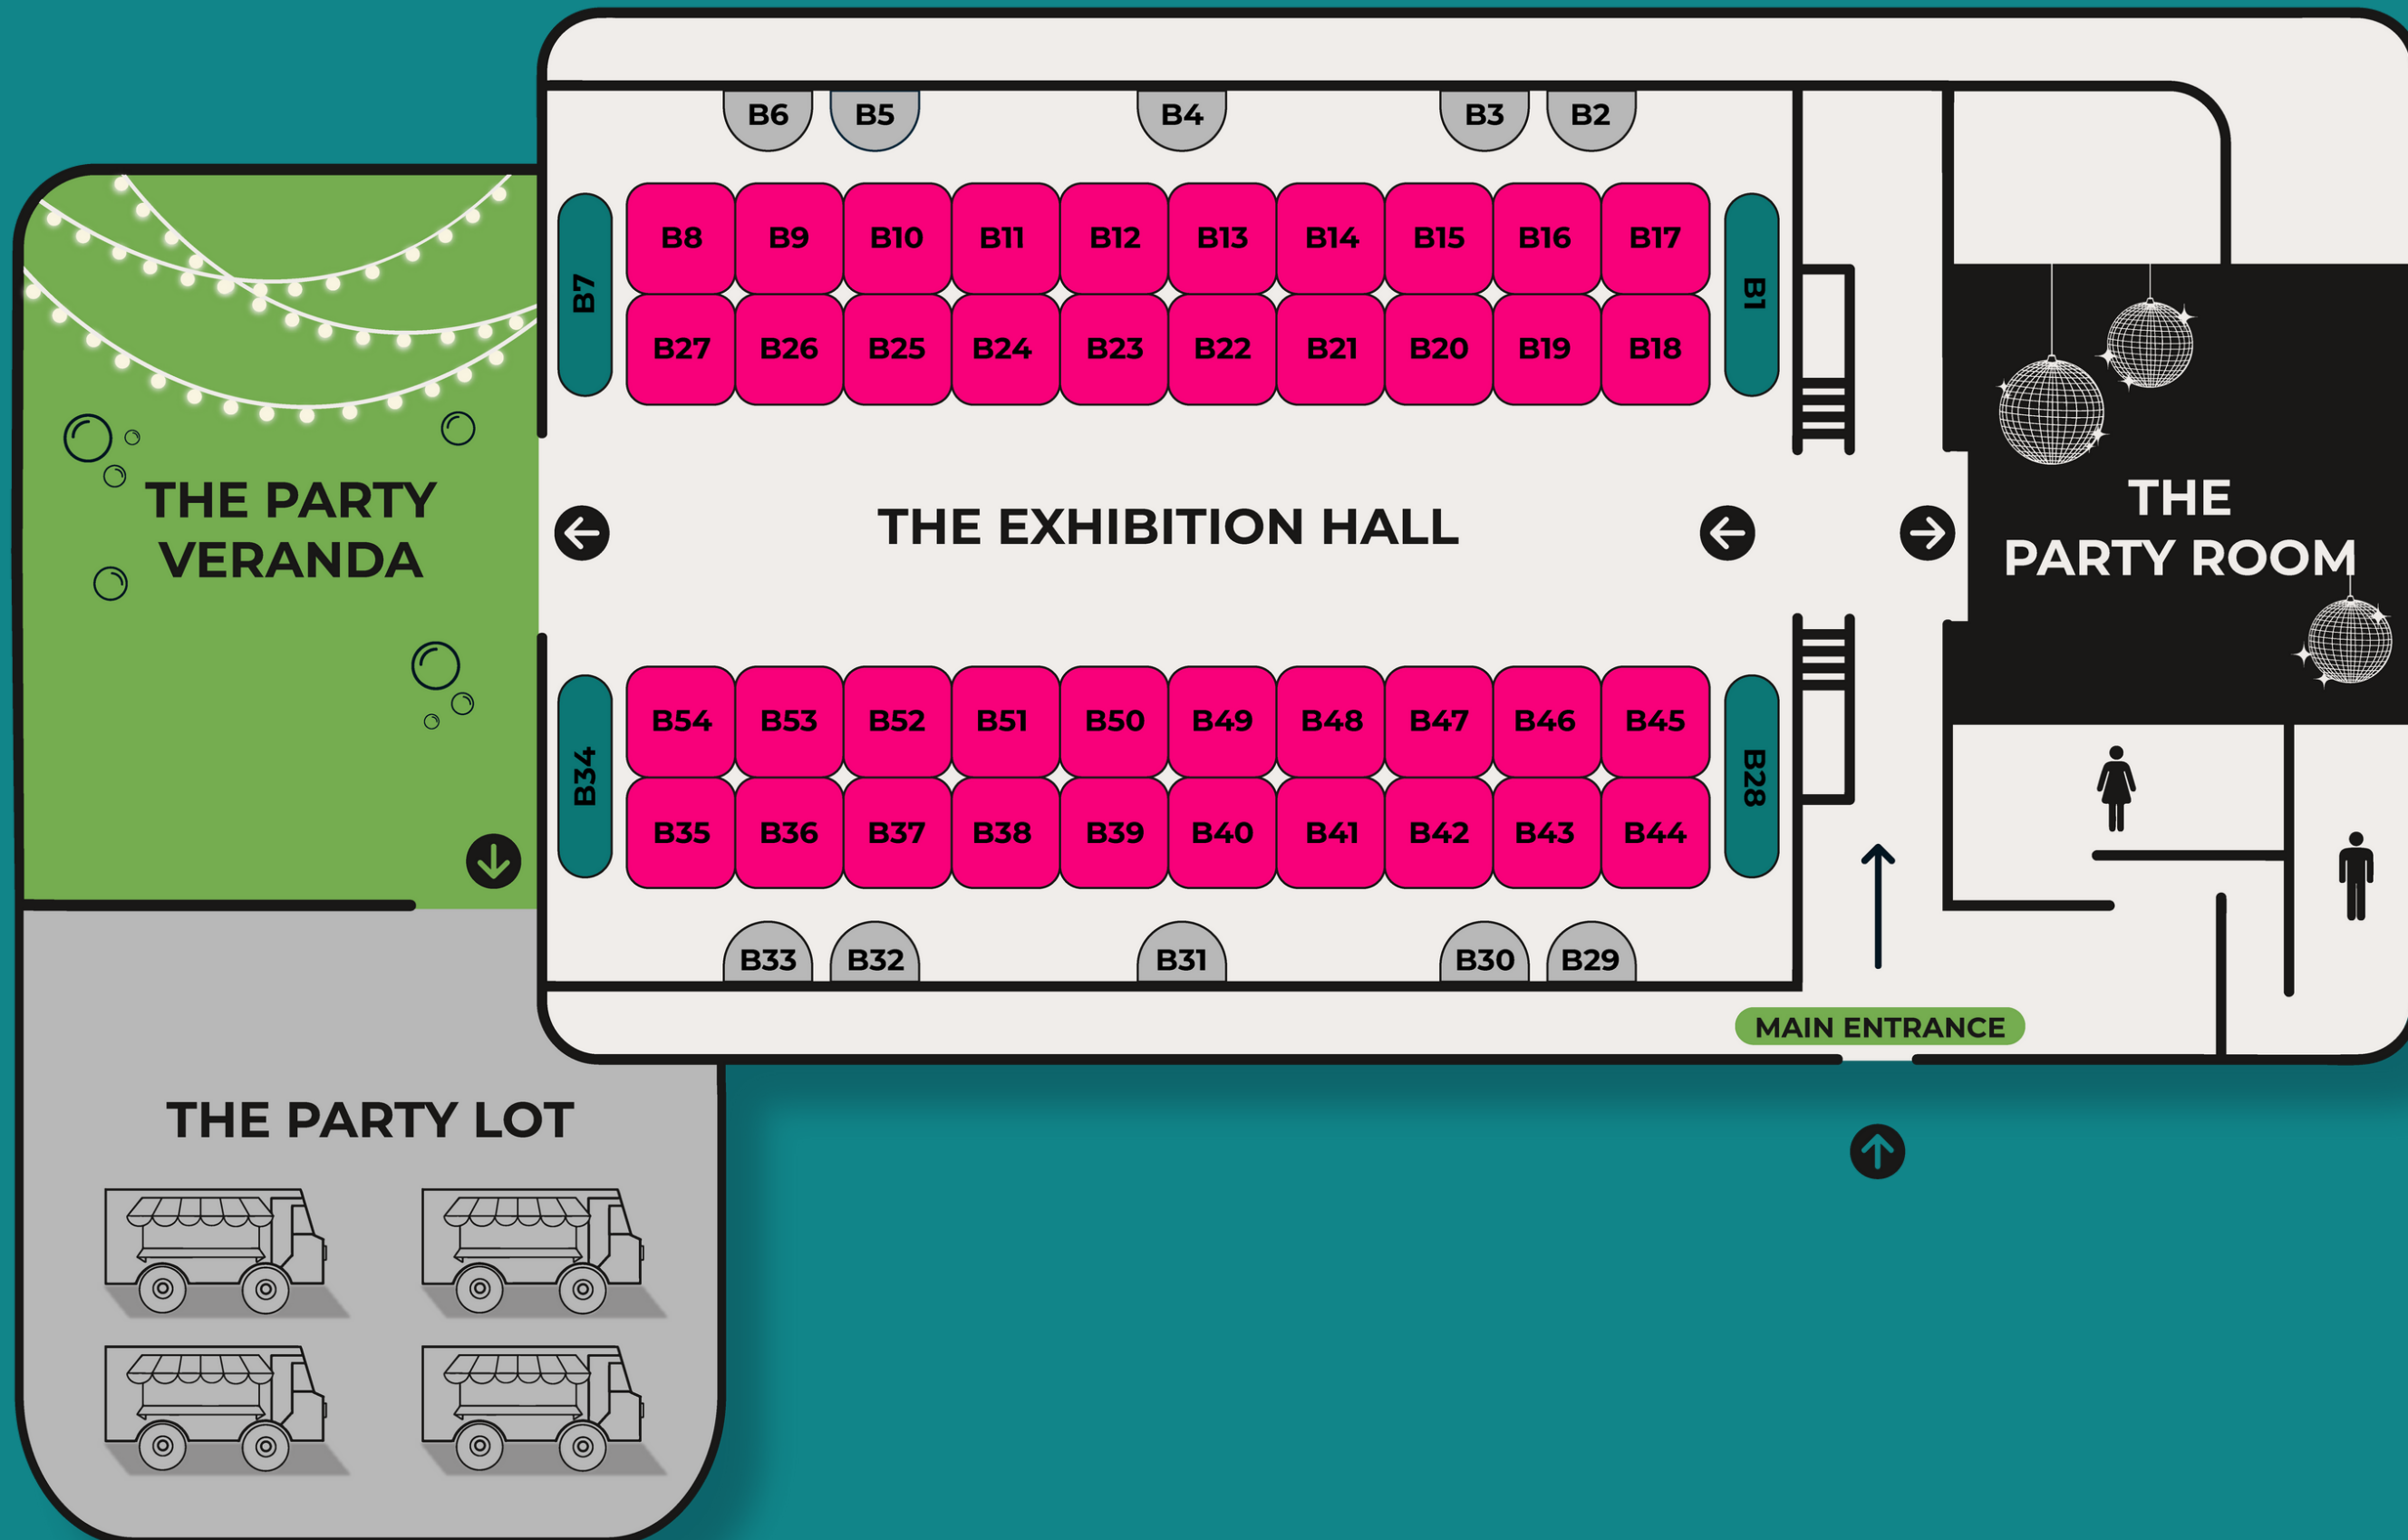 B6 B5 B4 B3 B2
B7
B8 B9 B10 B11 B12 B13 B14 B15 B16 B17
B1
B27 B26 B25 B24 B23 B22 B21 B20 B19 B18
THE PARTY
VERANDA
THE EXHIBITION HALL
THE
PARTY ROOM
B34
B54 B53 B52 B51 B50 B49 B48 B47 B46 B45
B28
B35 B36 B37 B38 B39 B40 B41 B42 B43 B44
B33 B32 B31 B30 B29
MAIN ENTRANCE
THE PARTY LOT